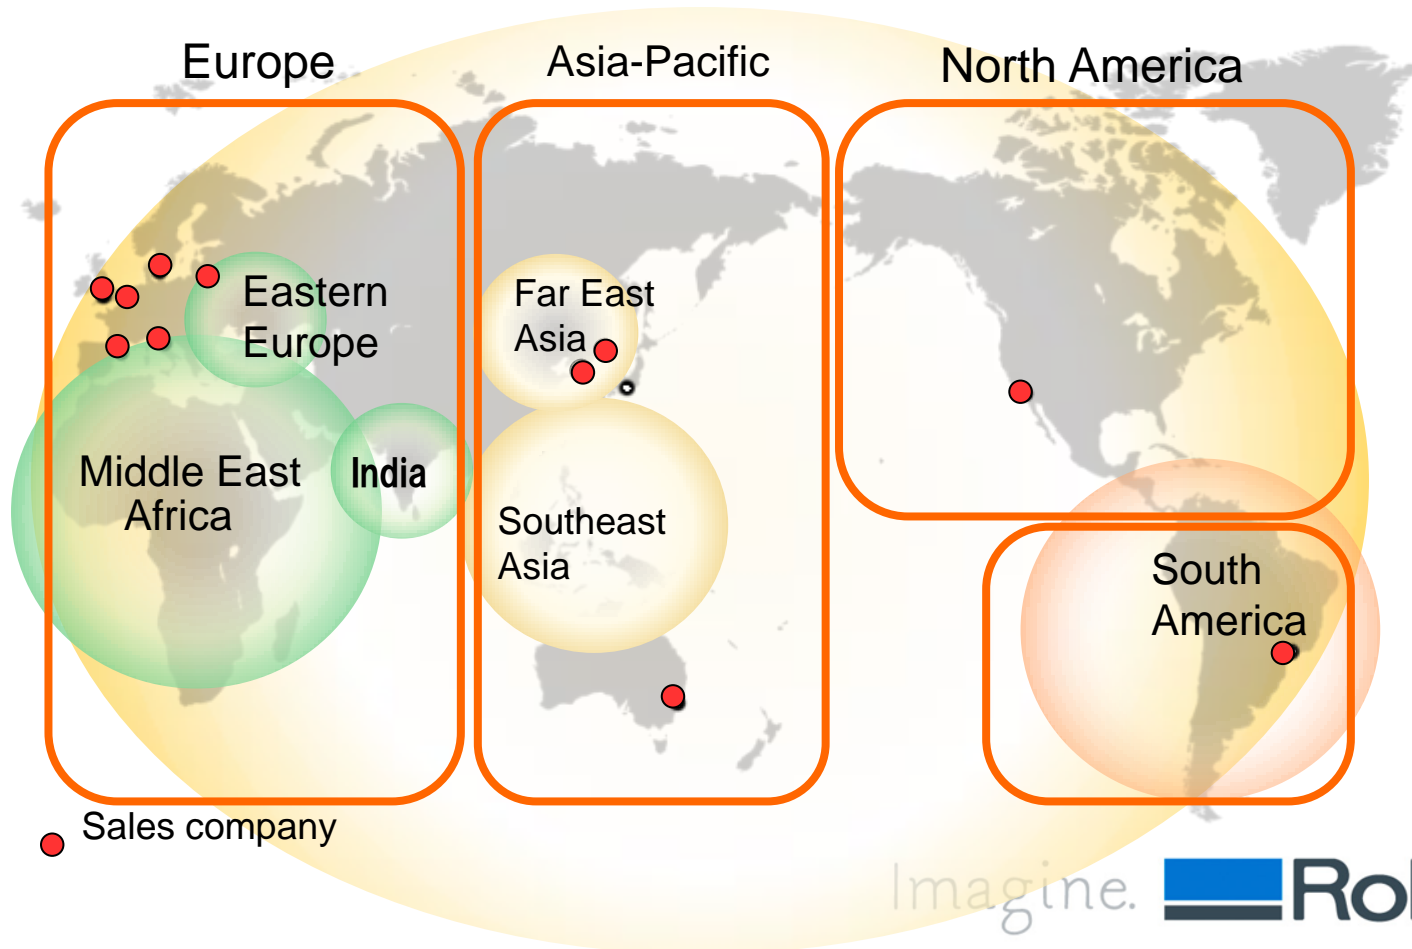 Europe
Asia-Pacific
North America
Eastern
Europe
Far East
Asia
Middle East
Africa
India
Southeast
Asia
South
America
Sales company
Imagine.